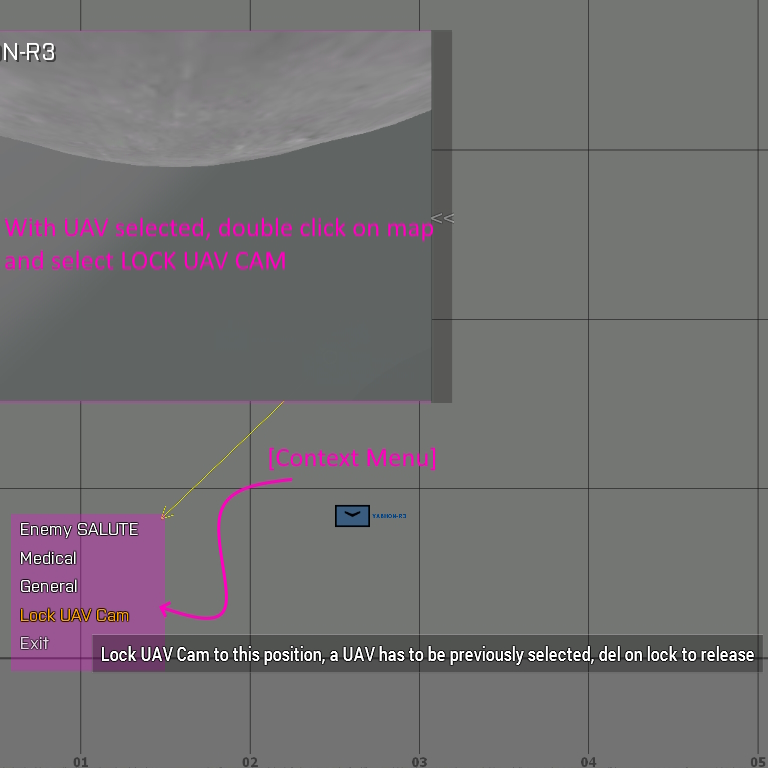 N-R3
<<
With UAV selected, double click on map
and select LOCK UAV CAM
[Context Menu]
Enemy SALUTE
Medical
General
Lock UAV Cam
Exit
Lock UAV Cam to this position, a UAV has to be previously selected, del on lock to release
01 02 03 04 05